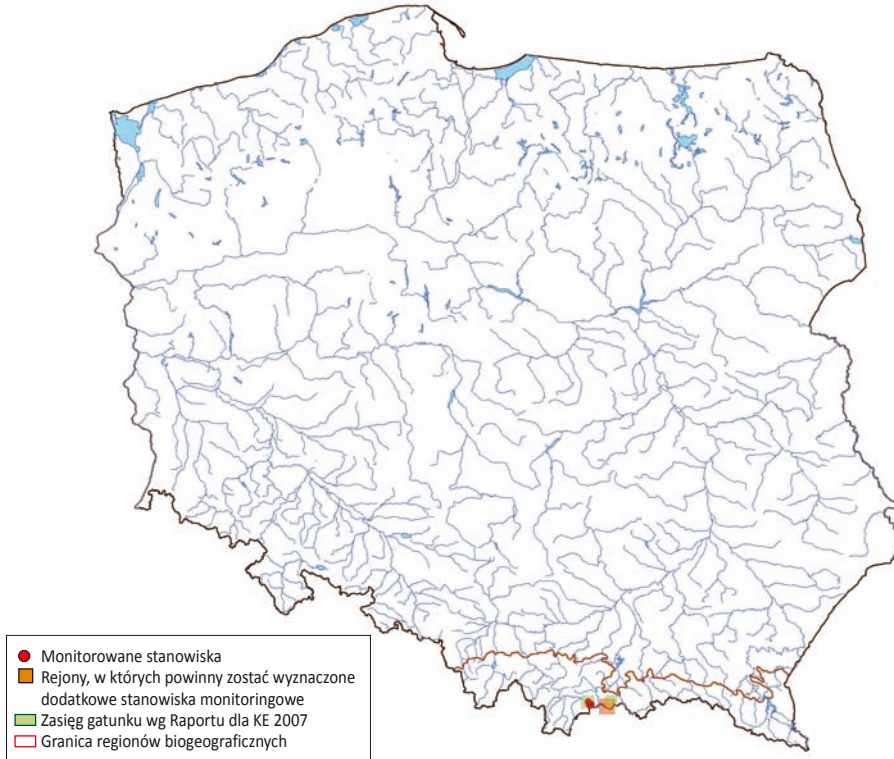 Monitorowane stanowiska
Rejony, w których powinny zostać wyznaczone
dodatkowe stanowiska monitoringowe
Zasięg gatunku wg Raportu dla KE 2007
Granica regionów biogeograficznych